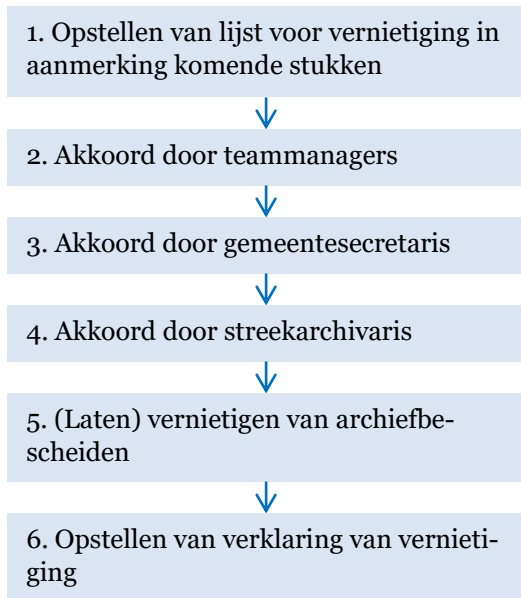 1. Opstellen van lijst voor vernietiging in
aanmerking komende stukken
2. Akkoord door teammanagers
3. Akkoord door gemeentesecretaris
4. Akkoord door streekarchivaris
5. (Laten) vernietigen van archiefbe-
scheiden
6. Opstellen van verklaring van vernieti-
ging